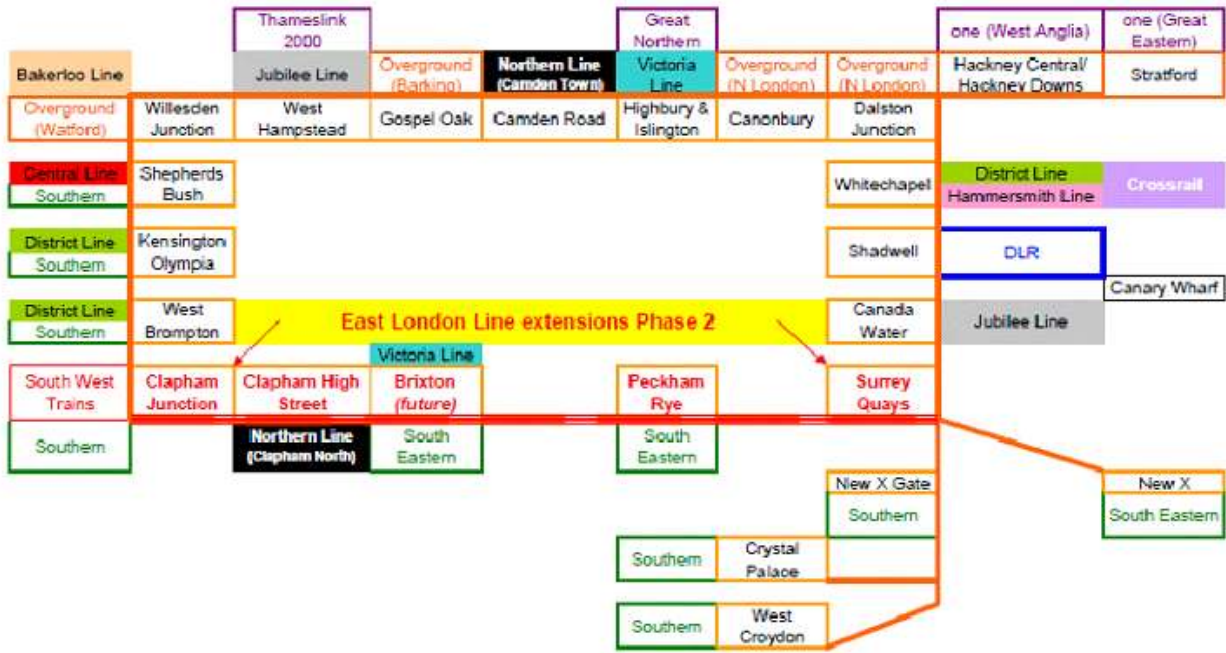 Thameslink
2000
Great
Northern
one (West Anglia)
one (Great
Eastern)
Bakerloo Line
Jubilee Line
Overground
(Barking)
Northern Line
(Camden Town)
Victoria
Line
Overground
(N London)
Overground
(N London)
Hackney Central/
Hackney Downs
Stratford
Overground
(Watford)
Willesden
Junction
West
Hampstead
Gospel Oak
Camden Road
Highbury &
Islington
Canonbury
Dalston
Junction
Central Line
Southern
Shepherds
Bush
Whitechapel
District Line
Hammersmith Line
Crossrail
District Line
Southern
Kensington
Olympia
Shadwell
DLR
Canary Wharf
District Line
Southern
West
Brompton
East London Line extensions Phase 2
Canada
Water
Jubilee Line
Victoria Line
South West
Trains
Clapham
Junction
Clapham High
Street
Brixton
(future)
Peckham
Rye
Surrey
Quays
Southern
Northern Line
(Clapham North)
South
Eastern
South
Eastern
New X Gate
Southern
New X
South Eastern
Southern
Crystal
Palace
Southern
West
Croydon